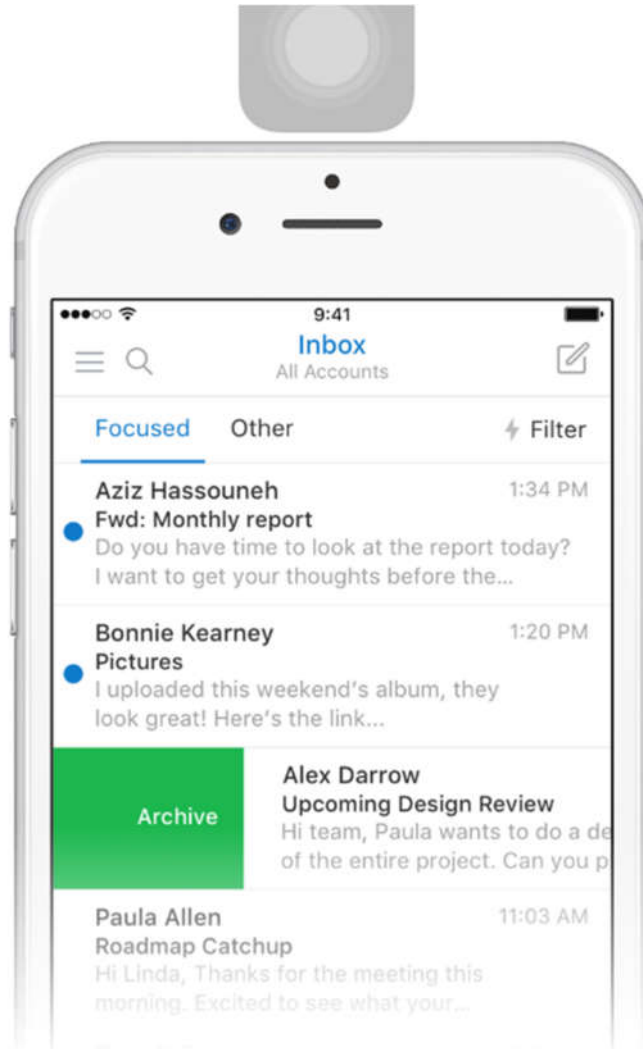 9:41
Inbox
All Accounts
Focused Other Filter
Aziz Hassouneh 1:34 PM
Fwd: Monthly report
Do you have time to look at the report today?
I want to get your thoughts before the...
Bonnie Kearney 1:20 PM
Pictures
I uploaded this weekend's album, they
look great! Here's the link...
Archive
Alex Darrow
Upcoming Design Review
Hi team, Paula wants to do a de
of the entire project. Can you p
Paula Allen 11:03 AM
Roadmap Catchup
Hi Linda, Thanks for the meeting this
morning. Excited to see what your...